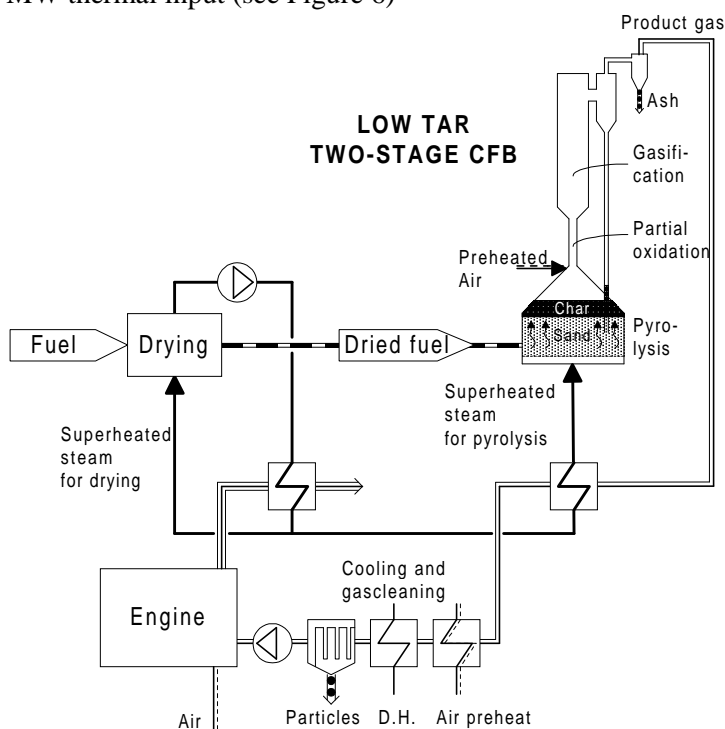 MW thermal input (see Figure 6)
Product gas
Ash
LOW TAR
TWO-STAGE CFB
Gasifi-
cation
Partial
oxidation
Preheated
Air
Char
Fuel
Drying
Dried fuel
Sand
Pyro-
lysis
Superheated
steam
for drying
Superheated
steam
for pyrolysis
Cooling and
gascleaning
Engine
Air
Particles
D.H.
Air preheat